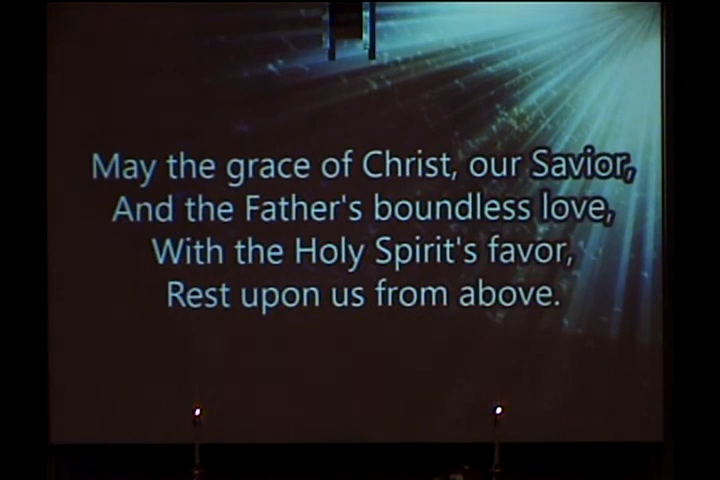 May the grace of Christ, our Savior,
And the Father's boundless love,
With the Holy Spirit's favor,
Rest upon us from above.